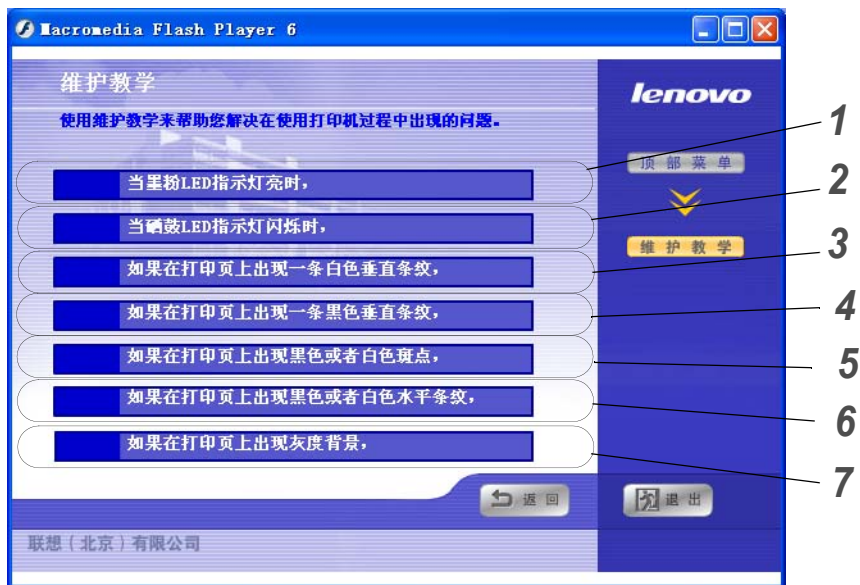 Macromedia Flash Player 6
维护教学
lenovo
使用维护教学来帮助您解决在使用打印机过程中出现的问题。
1
顶部菜单
当墨粉LED指示灯亮时，
2
当硒鼓LED指示灯闪烁时，
维护教学
3
如果在打印页上出现一条白色垂直条纹，
4
如果在打印页上出现一条黑色垂直条纹，
5
如果在打印页上出现黑色或者白色斑点，
6
如果在打印页上出现黑色或者白色水平条纹，
7
如果在打印页上出现灰度背景，
返回
退出
联想（北京）有限公司